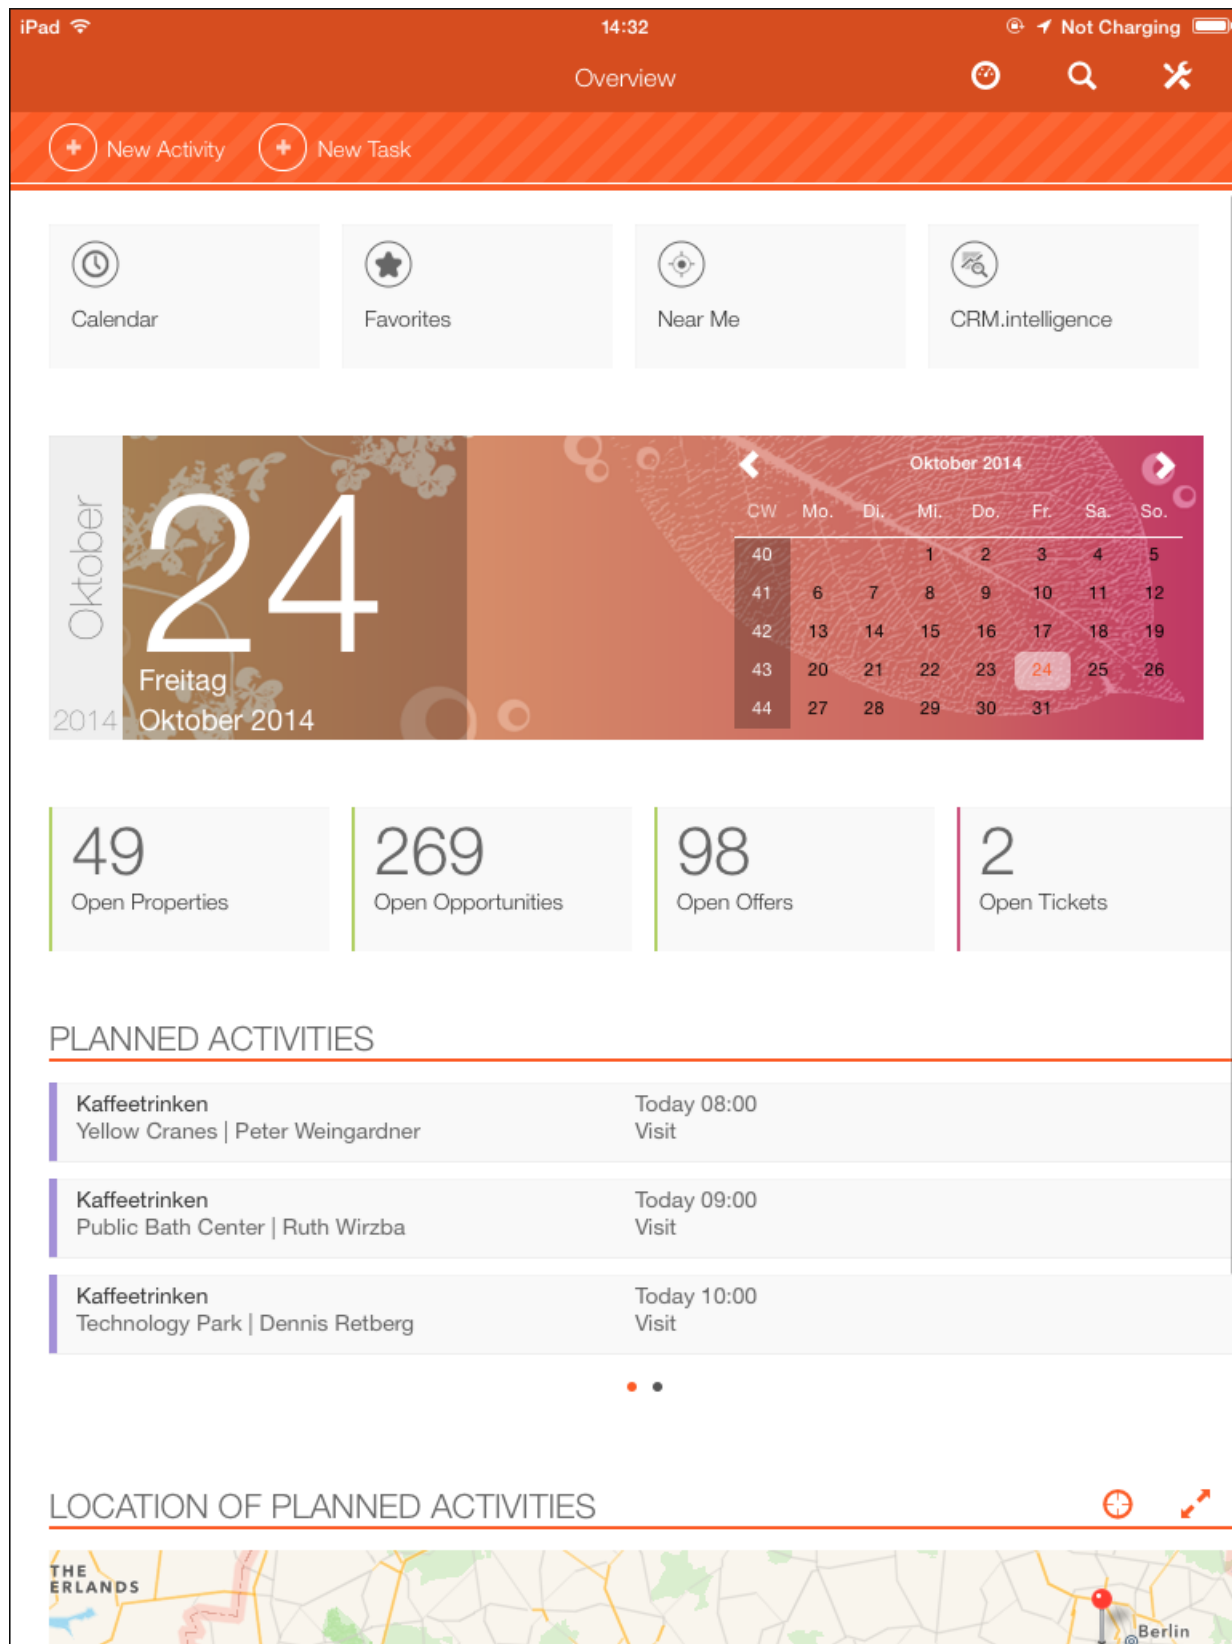 iPad 14:32 Not Charging
Overview
New Activity New Task
Calendar Favorites Near Me CRM.intelligence
Oktober
2014
24
Freitag
Oktober 2014
Oktober 2014
CW Mo. Di. Mi. Do. Fr. Sa. So.
40 1 2 3 4 5
41 6 7 8 9 10 11 12
42 13 14 15 16 17 18 19
43 20 21 22 23 24 25 26
44 27 28 29 30 31
49 269 98 2
Open Properties Open Opportunities Open Offers Open Tickets
PLANNED ACTIVITIES
Kaffeetrinken Today 08:00
Yellow Cranes | Peter Weingardner Visit
Kaffeetrinken Today 09:00
Public Bath Center | Ruth Wirzba Visit
Kaffeetrinken Today 10:00
Technology Park | Dennis Retberg Visit
LOCATION OF PLANNED ACTIVITIES
THE
ERLANDS
Berlin